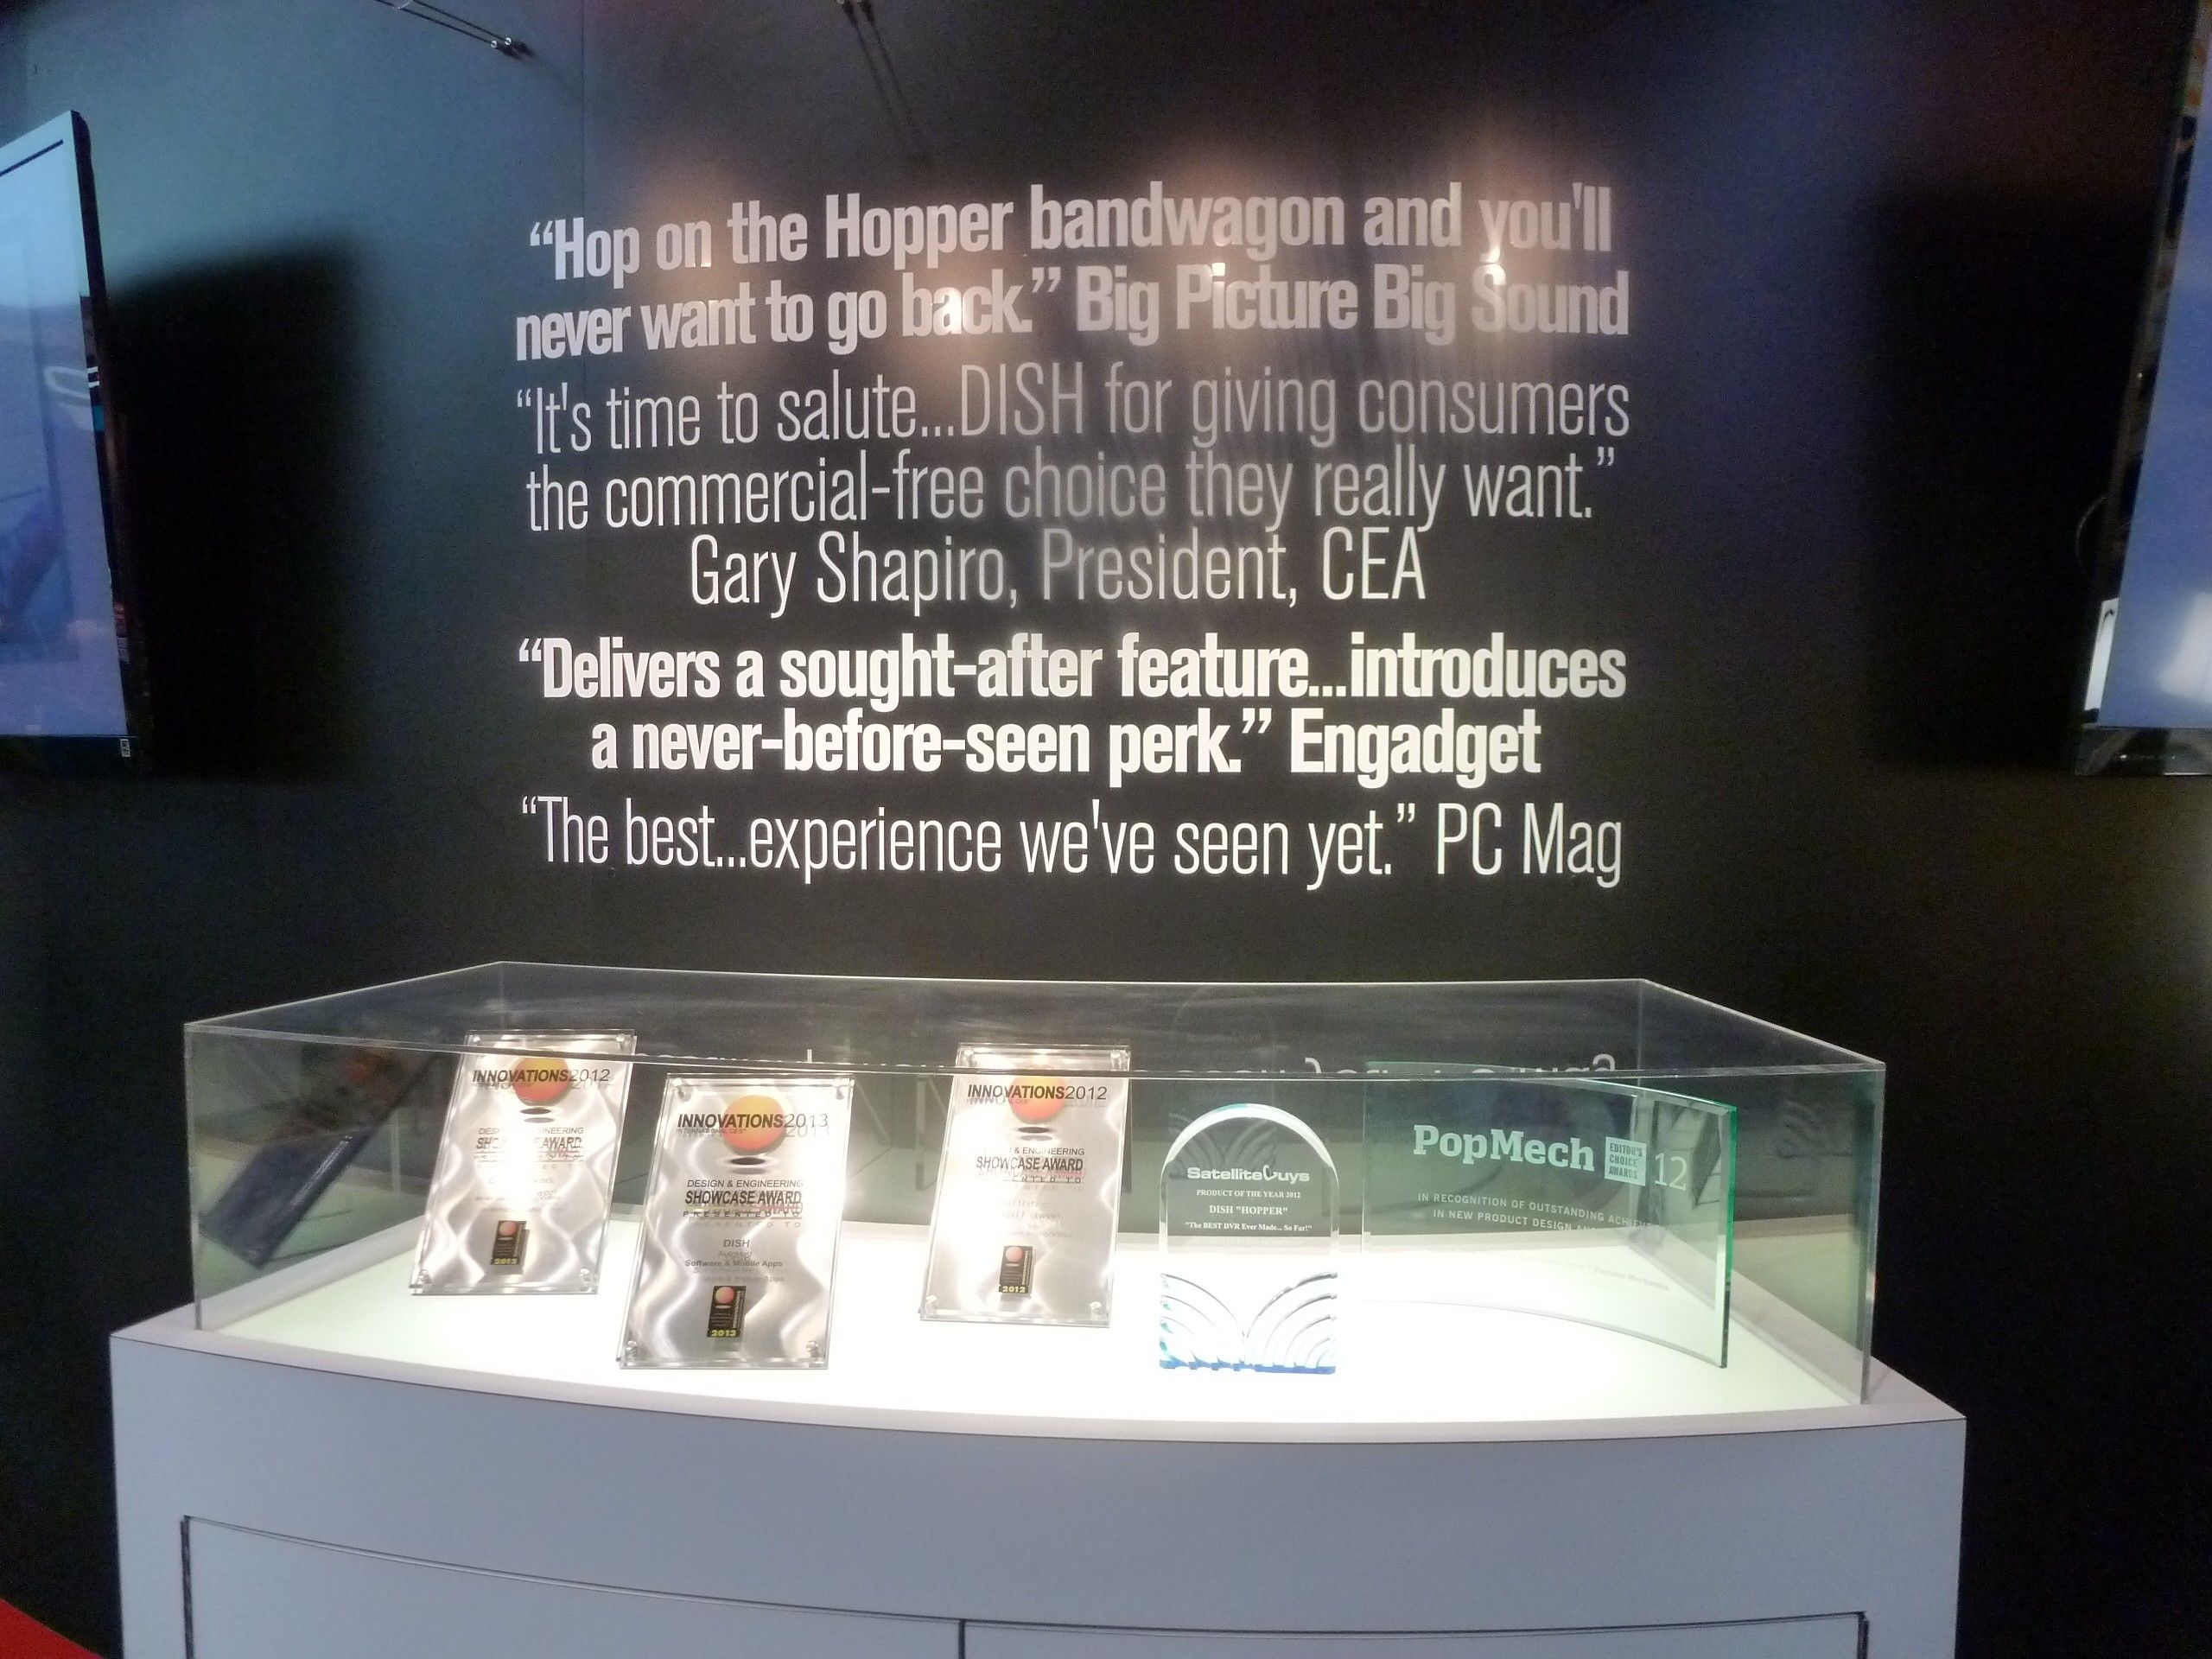 “Hop on the Hopper bandwagon and you'll
never want to go back.” Big Picture Big Sound
“It's time to salute...DISH for giving consumers
the commercial-free choice they really want.”
Gary Shapiro, President, CEA
“Delivers a sought-after feature...introduces
a never-before-seen perk.” Engadget
“The best...experience we've seen yet.” PC Mag
INNOVATIONS2012
SHOWCASE AWARD
2012
INNOVATIONS2013
DESIGN & ENGINEERING
SHOWCASE AWARD
PRESENTED TO
DISH
Software & Mobile Apps
2013
INNOVATIONS2012
& ENGINEERING
SHOWCASE AWARD
2012
SatelliteGuys
PRODUCT OF THE YEAR 2012
DISH "HOPPER"
"The BEST DVR Ever Made... So Far!"
PopMech EDITOR'S CHOICE AWARDS 12
IN RECOGNITION OF OUTSTANDING
IN NEW PRODUCT DESIGN